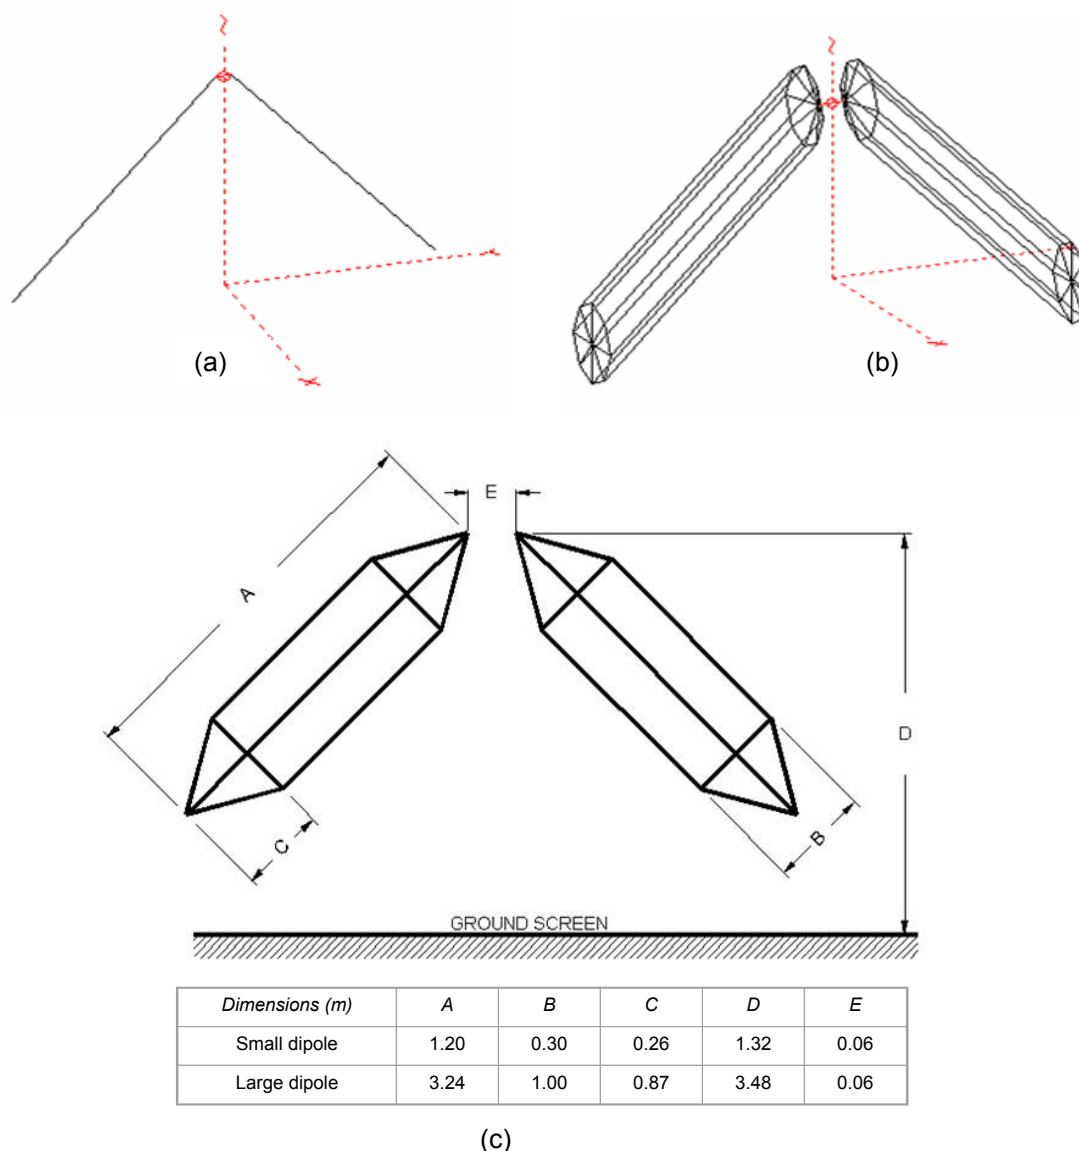 (a)
(b)
A
E
C
B
D
GROUND SCREEN
Dimensions (m) A B C D E
Small dipole 1.20 0.30 0.26 1.32 0.06
Large dipole 3.24 1.00 0.87 3.48 0.06
(c)